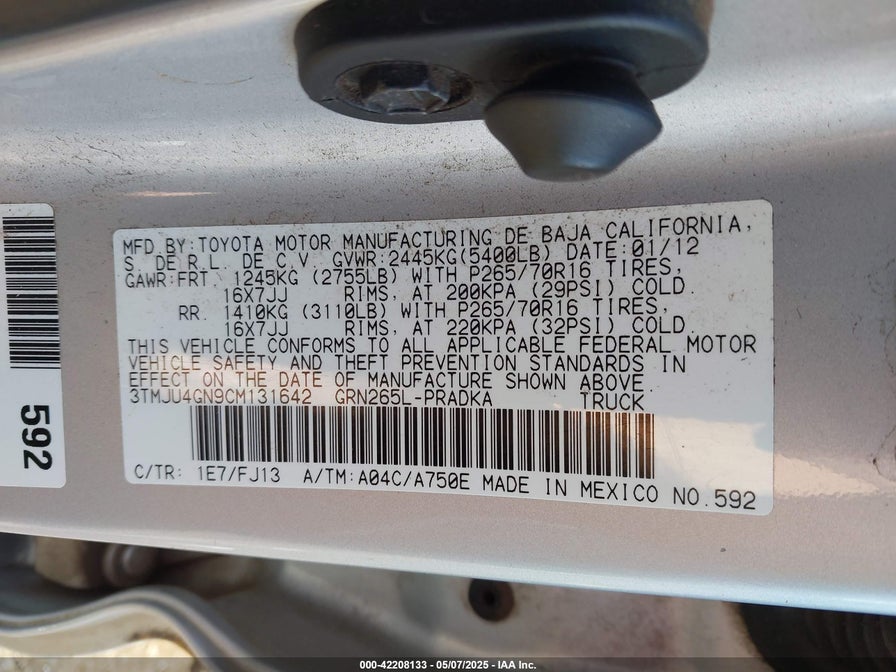 MFD BY:TOYOTA MOTOR MANUFACTURING DE BAJA CALIFORNIA,
S. DE R.L. DE C.V. GVWR:2445KG(5400LB) DATE:01/12
GAWR:FRT. 1245KG (2755LB) WITH P265/70R16 TIRES,
16X7JJ RIMS, AT 200KPA (29PSI) COLD.
RR. 1410KG (3110LB) WITH P265/70R16 TIRES,
16X7JJ RIMS, AT 220KPA (32PSI) COLD.
THIS VEHICLE CONFORMS TO ALL APPLICABLE FEDERAL MOTOR
VEHICLE SAFETY AND THEFT PREVENTION STANDARDS IN
EFFECT ON THE DATE OF MANUFACTURE SHOWN ABOVE.
3TMJU4GN9CM131642 GRN265L-PRADKA TRUCK
C/TR: 1E7/FJ13 A/TM:A04C/A750E MADE IN MEXICO NO.592
592
000-42208133 - 05/07/2025 - IAA Inc.